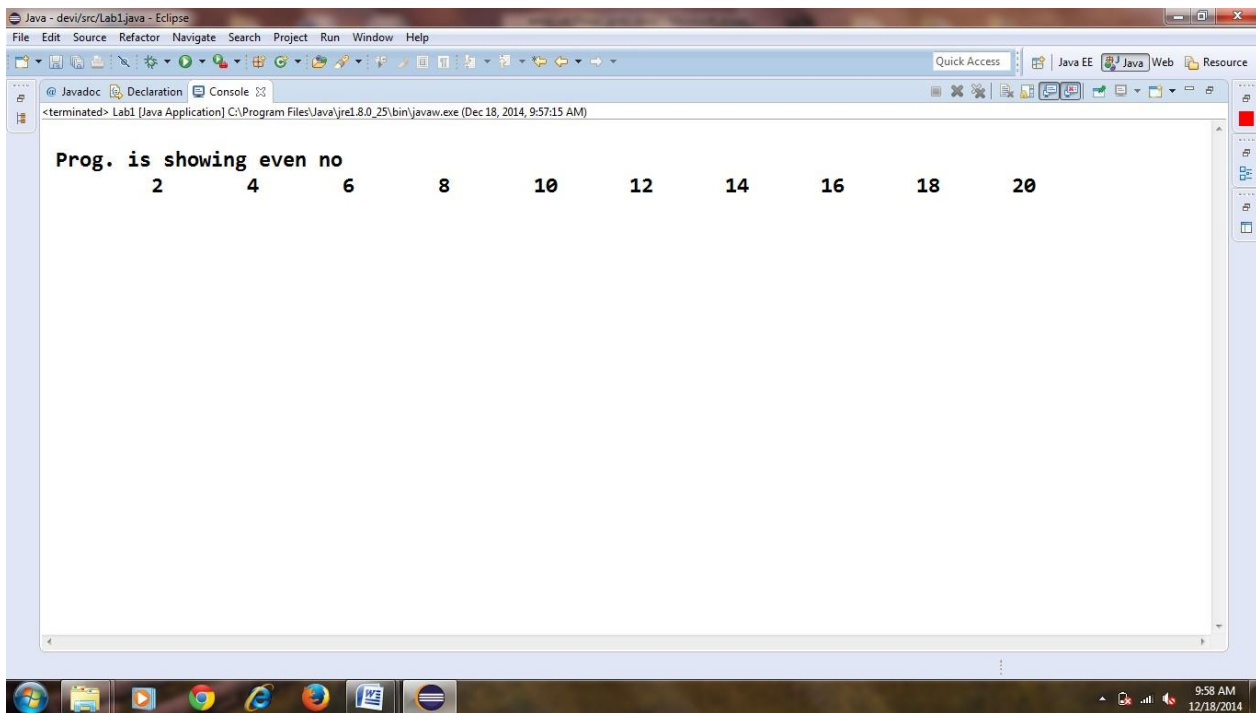 Java - devi/src/Lab1.java - Eclipse
File Edit Source Refactor Navigate Search Project Run Window Help
Quick Access Java EE Java Web Resource
@ Javadoc Declaration Console
<terminated> Lab1 [Java Application] C:\Program Files\Java\jre1.8.0_25\bin\javaw.exe (Dec 18, 2014, 9:57:15 AM)
Prog. is showing even no
2 4 6 8 10 12 14 16 18 20
9:58 AM
12/18/2014